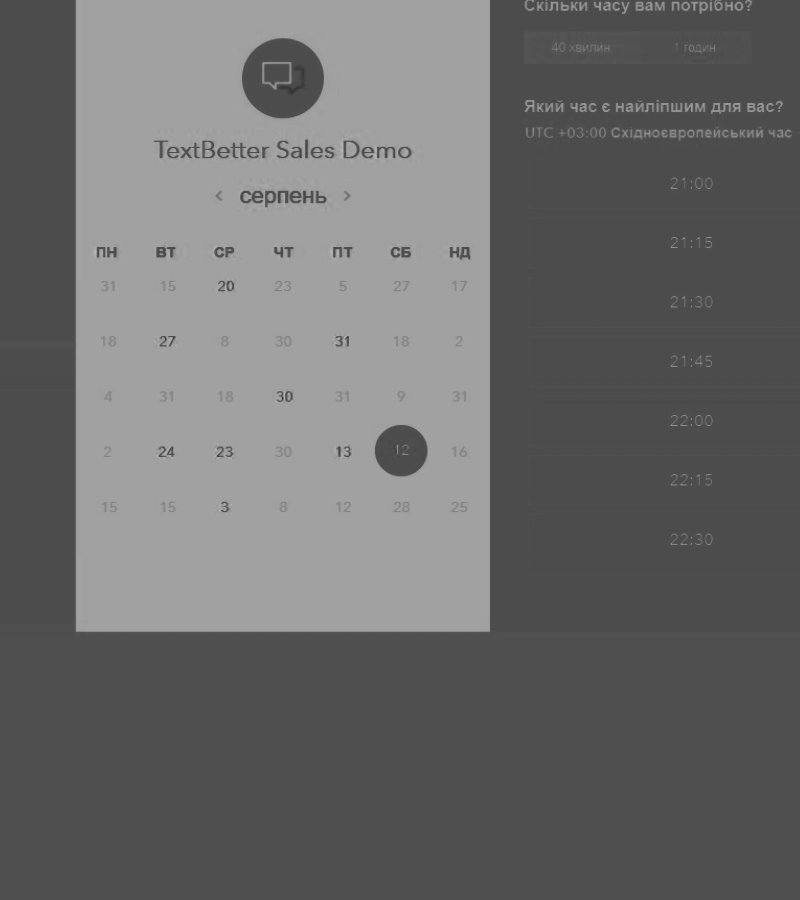 TextBetter Sales Demo
< серпень >
ПН ВТ СР ЧТ ПТ СБ НД
31 15 20 23 5 27 17
18 27 8 30 31 18 2
4 31 18 30 31 9 31
2 24 23 30 13 12 16
15 15 3 8 12 28 25
Скільки часу вам потрібно?
40 хвилин 1 годин
Який час є найліпшим для вас?
UTC +03:00 Східноєвропейський час
21:00
21:15
21:30
21:45
22:00
22:15
22:30